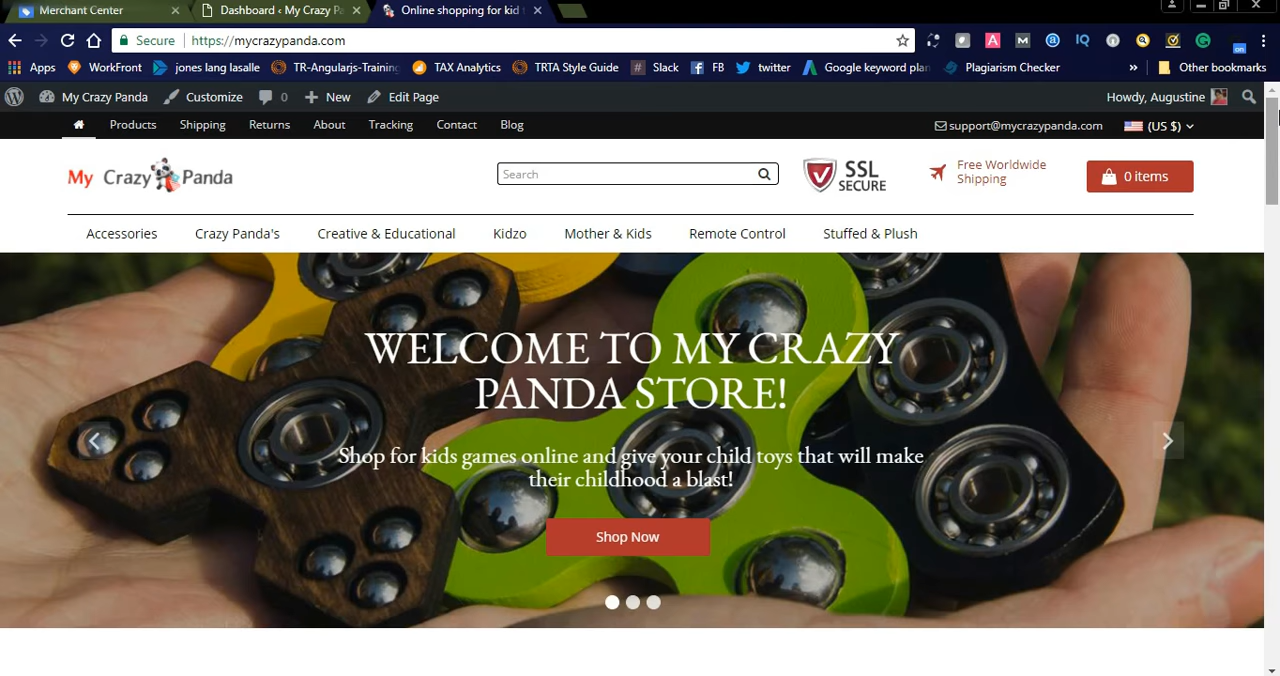 Merchant Center
Dashboard ‹ My Crazy Pa
Online shopping for kid
Secure
https://mycrazypanda.com
IQ
on
Apps
WorkFront
jones lang lasalle
TR-Angularjs-Training
TAX Analytics
TRTA Style Guide
Slack
FB
twitter
Google keyword plan
Plagiarism Checker
Other bookmarks
My Crazy Panda
Customize
0
New
Edit Page
Howdy, Augustine
Products
Shipping
Returns
About
Tracking
Contact
Blog
support@mycrazypanda.com
(US $)
My Crazy Panda
Search
SSL
SECURE
Free Worldwide
Shipping
0 items
Accessories
Crazy Panda's
Creative & Educational
Kidzo
Mother & Kids
Remote Control
Stuffed & Plush
WELCOME TO MY CRAZY
PANDA STORE!
Shop for kids games online and give your child toys that will make
their childhood a blast!
Shop Now